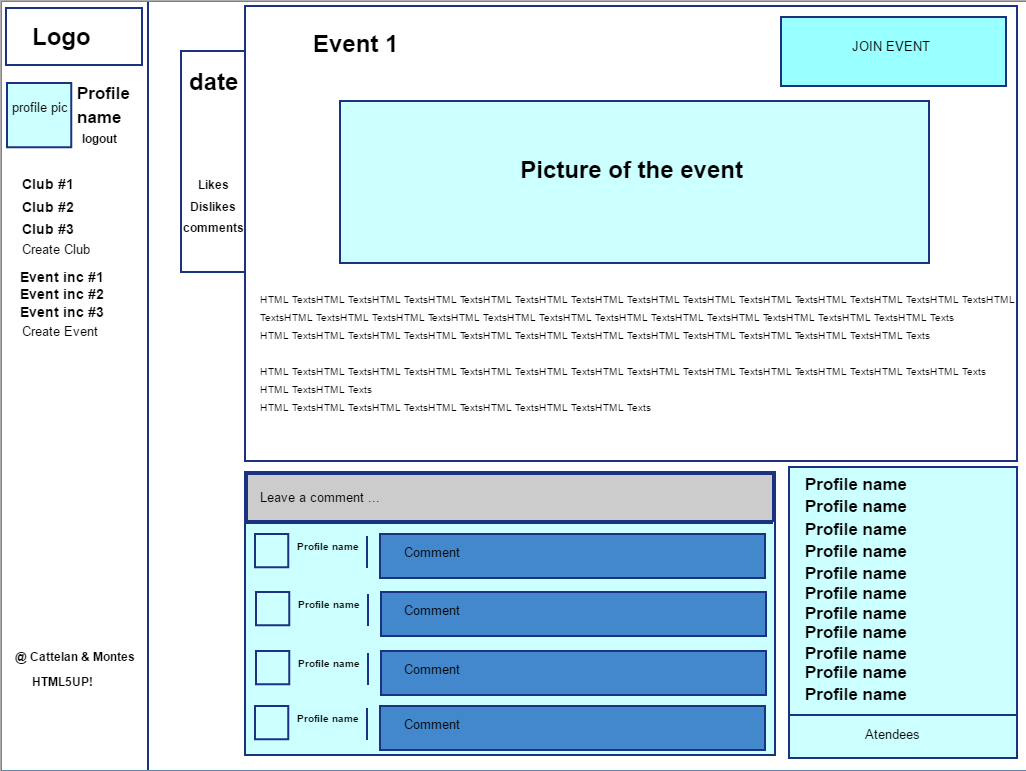 Logo
profile pic
Profile
name
logout
Club #1
Club #2
Club #3
Create Club
Event inc #1
Event inc #2
Event inc #3
Create Event
@ Cattelan & Montes
HTML5UP!
date
Likes
Dislikes
comments
Event 1
JOIN EVENT
Picture of the event
HTML TextsHTML TextsHTML TextsHTML TextsHTML TextsHTML TextsHTML TextsHTML TextsHTML TextsHTML TextsHTML TextsHTML TextsHTML TextsHTML
TextsHTML TextsHTML TextsHTML TextsHTML TextsHTML TextsHTML TextsHTML TextsHTML TextsHTML TextsHTML TextsHTML TextsHTML Texts
HTML TextsHTML TextsHTML TextsHTML TextsHTML TextsHTML TextsHTML TextsHTML TextsHTML TextsHTML TextsHTML TextsHTML Texts
HTML TextsHTML TextsHTML TextsHTML TextsHTML TextsHTML TextsHTML TextsHTML TextsHTML TextsHTML TextsHTML TextsHTML TextsHTML Texts
HTML TextsHTML Texts
HTML TextsHTML TextsHTML TextsHTML TextsHTML TextsHTML TextsHTML Texts
Leave a comment ...
Profile name
Comment
Profile name
Comment
Profile name
Comment
Profile name
Comment
Profile name
Profile name
Profile name
Profile name
Profile name
Profile name
Profile name
Profile name
Profile name
Profile name
Profile name
Atendees